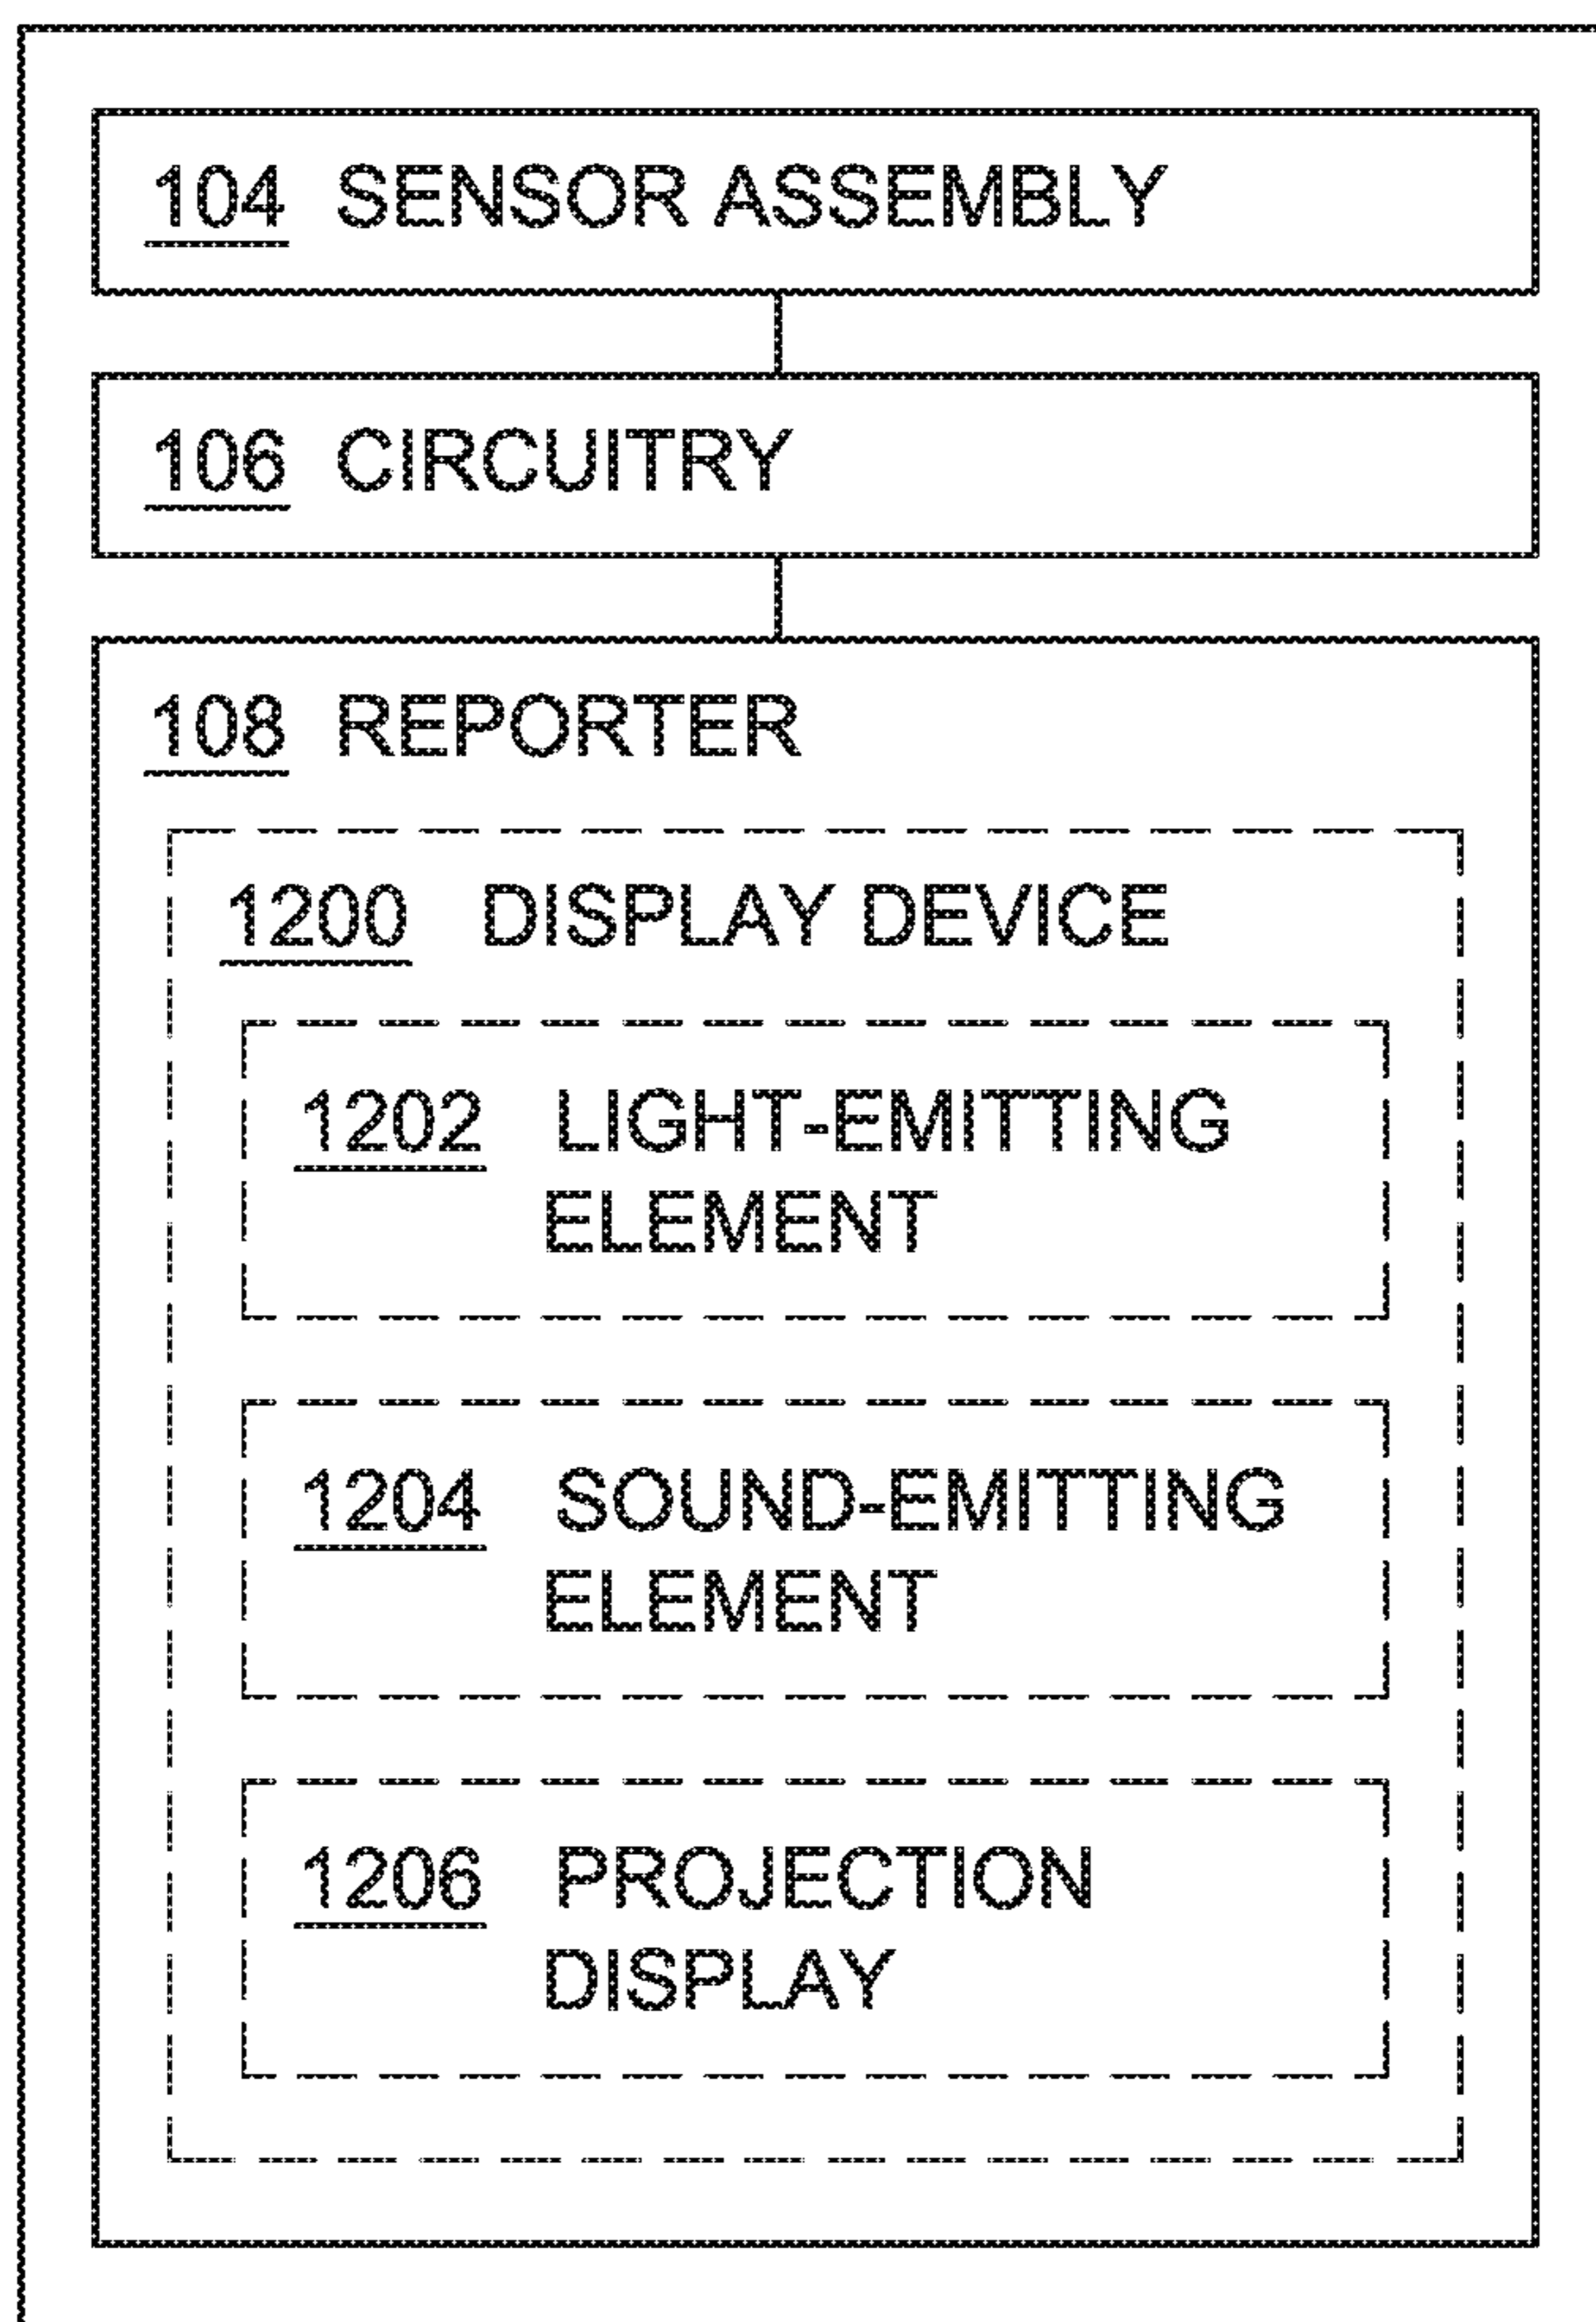 104 SENSOR ASSEMBLY
106 CIRCUITRY
108 REPORTER
1200 DISPLAY DEVICE
1202 LIGHT-EMITTING
ELEMENT
1204 SOUND-EMITTING
ELEMENT
1206 PROJECTION
DISPLAY